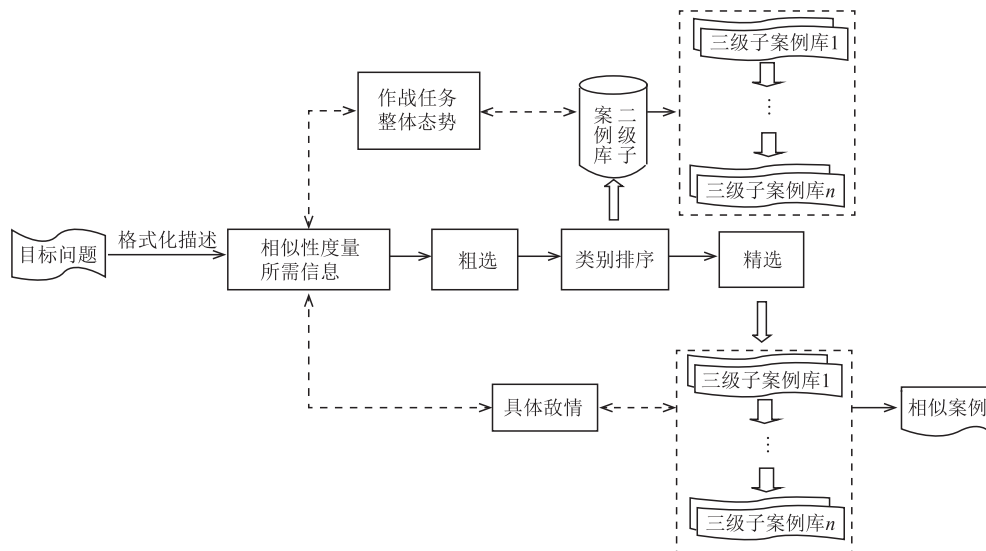 三级子案例库1
⋮
三级子案例库n
作战任务
整体态势
二级子
案例库
目标问题
格式化描述
相似性度量
所需信息
粗选
类别排序
精选
三级子案例库1
⋮
三级子案例库n
具体敌情
相似案例